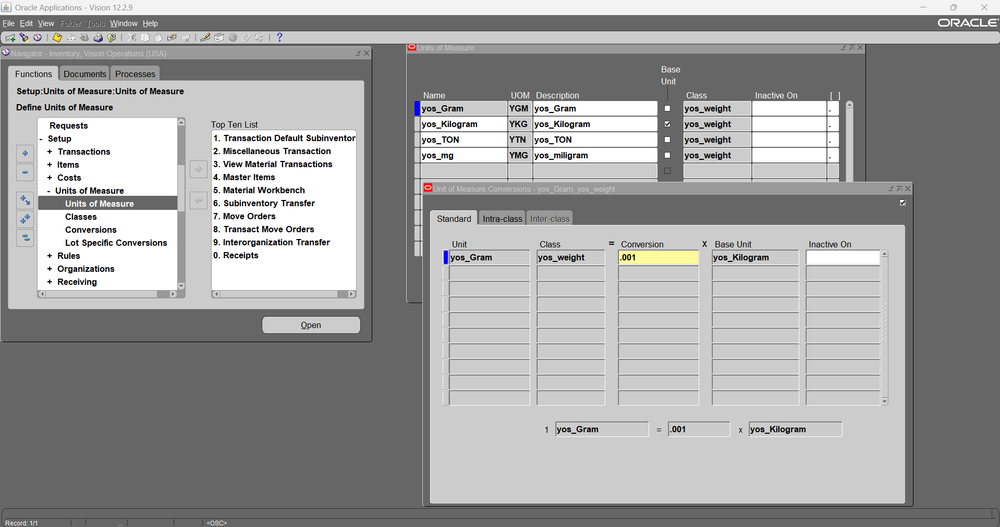 Oracle Applications - Vision 12.2.9
File Edit View Folder Tools Window Help
ORACLE
Navigator - Inventory, Vision Operations (USA)
Functions Documents Processes
Setup:Units of Measure:Units of Measure
Define Units of Measure
Requests
- Setup
+ Transactions
+ Items
+ Costs
- Units of Measure
Units of Measure
Classes
Conversions
Lot Specific Conversions
+ Rules
+ Organizations
+ Receiving
Top Ten List
1. Transaction Default Subinventor
2. Miscellaneous Transaction
3. View Material Transactions
4. Master Items
5. Material Workbench
6. Subinventory Transfer
7. Move Orders
8. Transact Move Orders
9. Interorganization Transfer
0. Receipts
Open
Units of Measure
Base
Unit
Name UOM Description Class Inactive On [ ]
yos_Gram YGM yos_Gram yos_weight .
yos_Kilogram YKG yos_Kilogram yos_weight .
yos_TON YTN yos_TON yos_weight .
yos_mg YMG yos_miligram yos_weight .
Unit of Measure Conversions - yos_Gram, yos_weight
Standard Intra-class Inter-class
Unit Class = Conversion X Base Unit Inactive On
yos_Gram yos_weight .001 yos_Kilogram
1 yos_Gram = .001 x yos_Kilogram
Record: 1/1 ... <OSC>